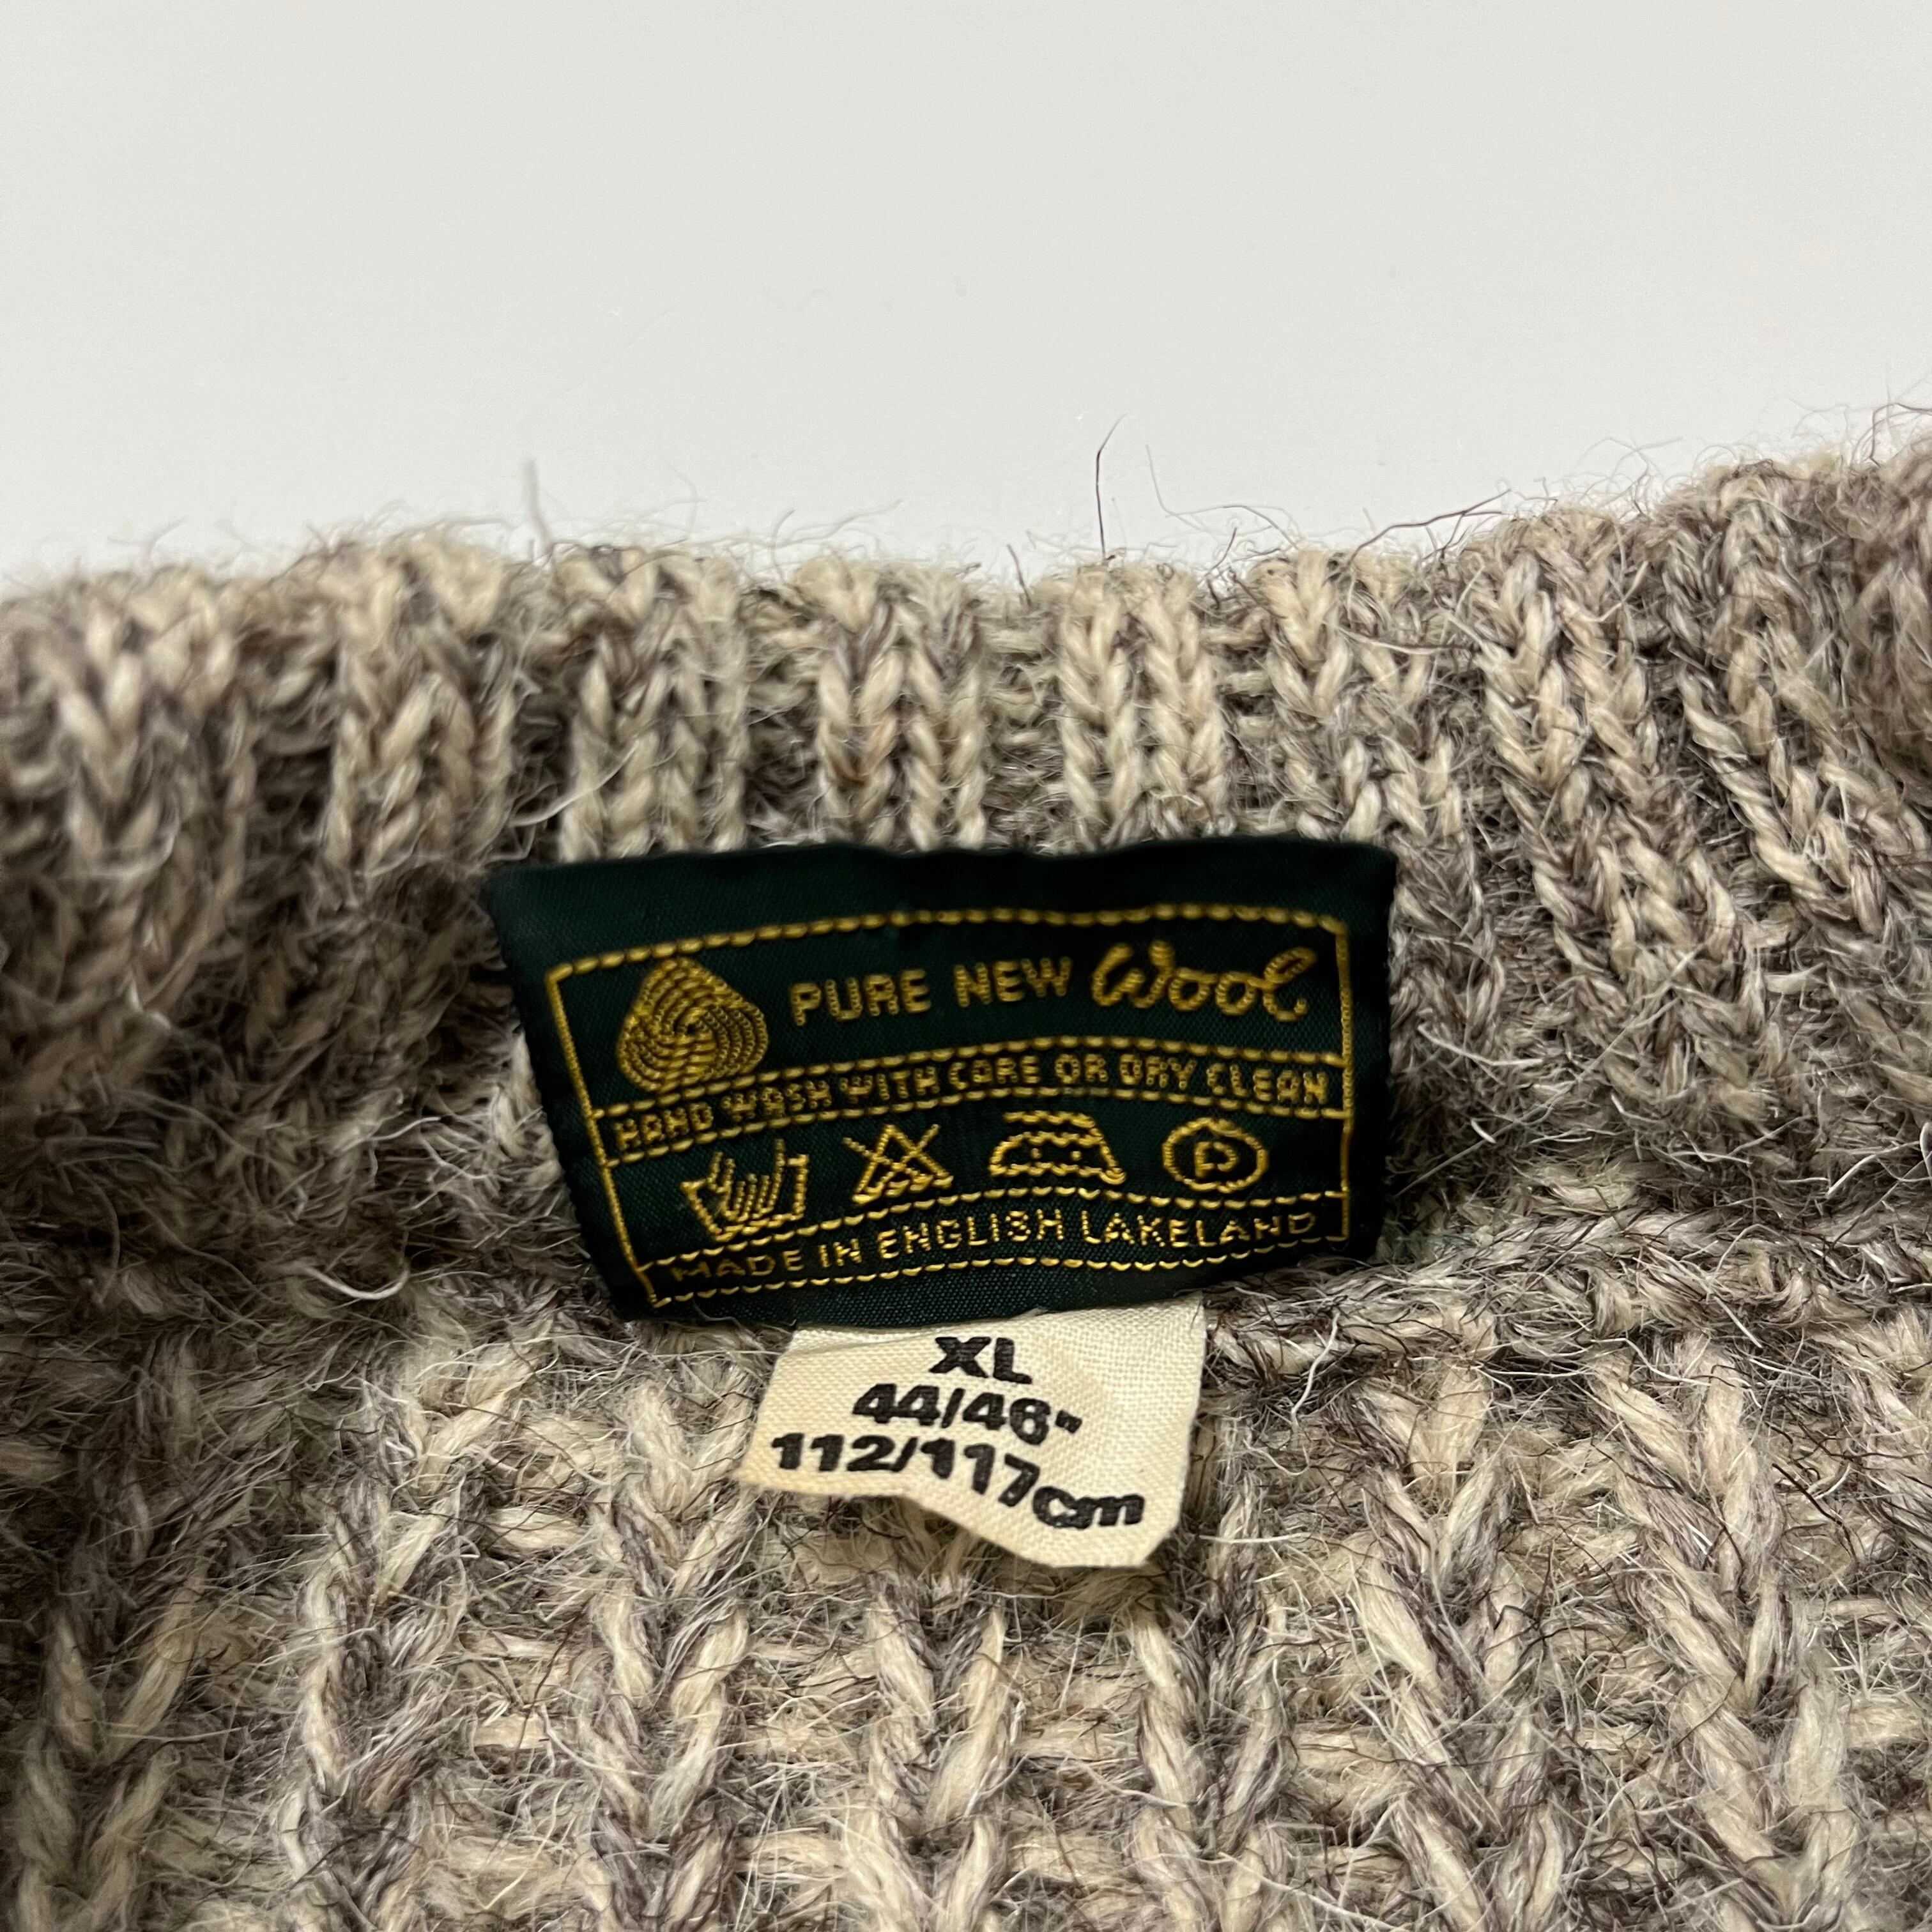 PURE NEW Wool
HAND WASH WITH CARE OR DRY CLEAN
P
MADE IN ENGLISH LAKELAND
XL
44/46"
112/117cm